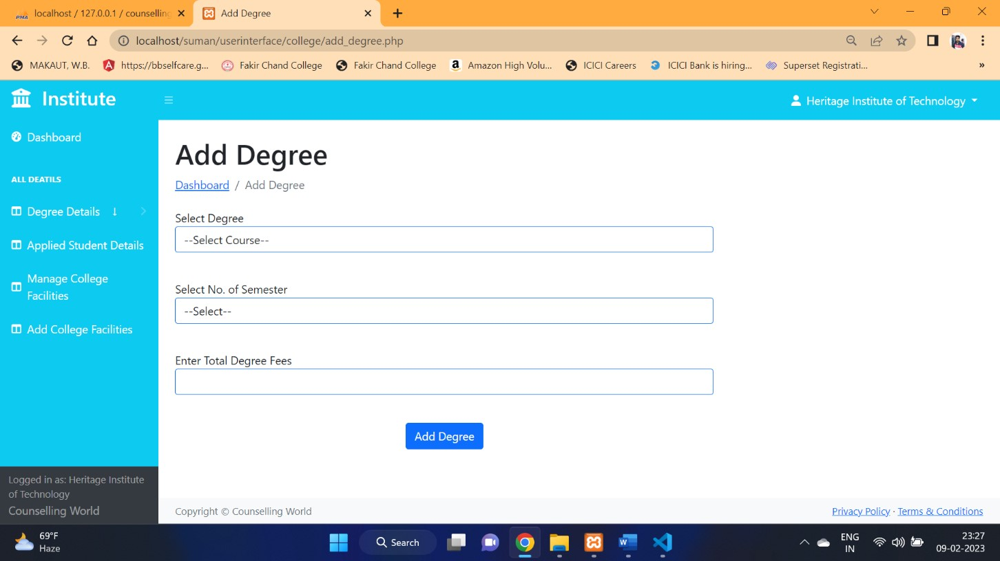 PMA localhost / 127.0.0.1 / counselling
Add Degree
localhost/suman/userinterface/college/add_degree.php
MAKAUT, W.B.
https://bbselfcare.g...
Fakir Chand College
Fakir Chand College
Amazon High Volu...
ICICI Careers
ICICI Bank is hiring...
Superset Registrati...
»
Institute
Heritage Institute of Technology
Dashboard
ALL DEATILS
Degree Details ↓
Applied Student Details
Manage College
Facilities
Add College Facilities
Logged in as: Heritage Institute
of Technology
Counselling World
Add Degree
Dashboard / Add Degree
Select Degree
--Select Course--
Select No. of Semester
--Select--
Enter Total Degree Fees
Add Degree
Copyright © Counselling World
Privacy Policy · Terms & Conditions
69°F
Haze
Search
ENG
IN
23:27
09-02-2023